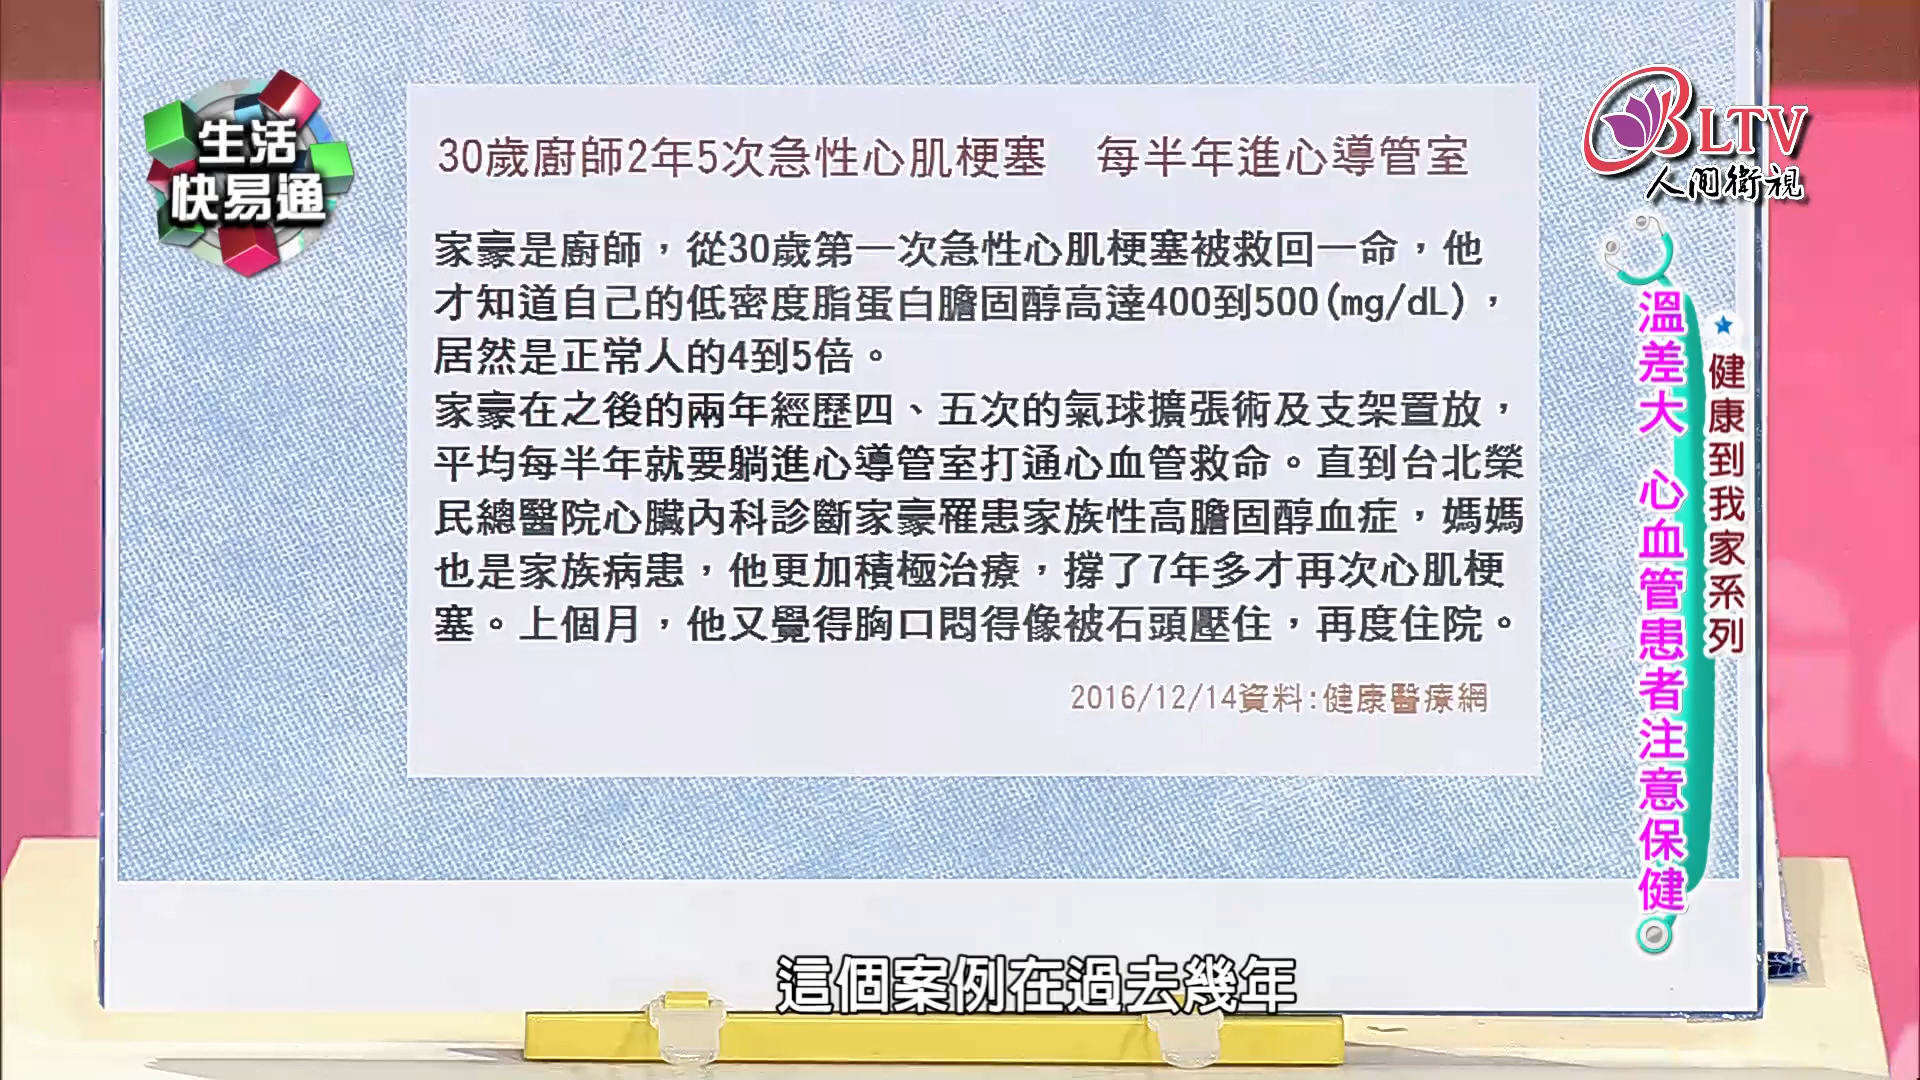 生活
快易通
BLTV
人間衛視
30歲廚師2年5次急性心肌梗塞　每半年進心導管室
家豪是廚師，從30歲第一次急性心肌梗塞被救回一命，他
才知道自己的低密度脂蛋白膽固醇高達400到500(mg/dL)，
居然是正常人的4到5倍。
家豪在之後的兩年經歷四、五次的氣球擴張術及支架置放，
平均每半年就要躺進心導管室打通心血管救命。直到台北榮
民總醫院心臟內科診斷家豪罹患家族性高膽固醇血症，媽媽
也是家族病患，他更加積極治療，撐了7年多才再次心肌梗
塞。上個月，他又覺得胸口悶得像被石頭壓住，再度住院。
2016/12/14資料:健康醫療網
健康到我家系列
溫差大 心血管患者注意保健
這個案例在過去幾年